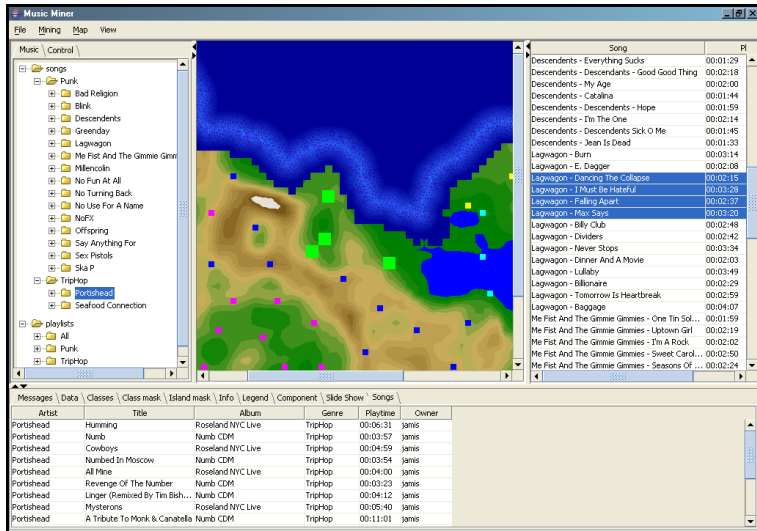 Music Miner
File Mining Map View
Music Control
songs
Punk
Bad Religion
Blink
Descendents
Greenday
Lagwagon
Me Fist And The Gimmie Gimm
Millencolin
No Fun At All
No Turning Back
No Use For A Name
NoFX
Offspring
Say Anything For
Sex Pistols
Ska P
TripHop
Portishead
Seafood Connection
playlists
All
Punk
TripHop
Song Pl
Descendents - Everything Sucks 00:01:29
Descendents - Descendants - Good Good Thing 00:02:18
Descendents - My Age 00:02:00
Descendents - Catalina 00:01:44
Descendents - Descendents - Hope 00:01:59
Descendents - I'm The One 00:02:14
Descendents - Descendents Sick O Me 00:01:45
Descendents - Jean Is Dead 00:01:33
Lagwagon - Burn 00:03:14
Lagwagon - E. Dagger 00:02:08
Lagwagon - Dancing The Collapse 00:02:15
Lagwagon - I Must Be Hateful 00:03:28
Lagwagon - Falling Apart 00:02:37
Lagwagon - Max Says 00:03:20
Lagwagon - Billy Club 00:02:48
Lagwagon - Dividers 00:02:42
Lagwagon - Never Stops 00:03:34
Lagwagon - Dinner And A Movie 00:02:03
Lagwagon - Lullaby 00:03:49
Lagwagon - Billionaire 00:02:29
Lagwagon - Tomorrow Is Heartbreak 00:02:59
Lagwagon - Baggage 00:04:07
Me Fist And The Gimmie Gimmies - One Tin Sol... 00:01:59
Me Fist And The Gimmie Gimmies - Uptown Girl 00:02:19
Me Fist And The Gimmie Gimmies - I'm A Rock 00:02:02
Me Fist And The Gimmie Gimmies - Sweet Carol... 00:02:50
Me Fist And The Gimmie Gimmies - Seasons Of ... 00:02:24
Messages Data Classes Class mask Island mask Info Legend Component Slide Show Songs
Artist Title Album Genre Playtime Owner
Portishead Humming Roseland NYC Live TripHop 00:06:31 jamis
Portishead Numb Numb CDM TripHop 00:03:57 jamis
Portishead Cowboys Roseland NYC Live TripHop 00:04:59 jamis
Portishead Numbed In Moscow Numb CDM TripHop 00:03:54 jamis
Portishead All Mine Roseland NYC Live TripHop 00:04:00 jamis
Portishead Revenge Of The Number Numb CDM TripHop 00:03:23 jamis
Portishead Linger (Remixed By Tim Bish... Numb CDM TripHop 00:04:12 jamis
Portishead Mysterons Roseland NYC Live TripHop 00:05:40 jamis
Portishead A Tribute To Monk & Canatella Numb CDM TripHop 00:11:01 jamis